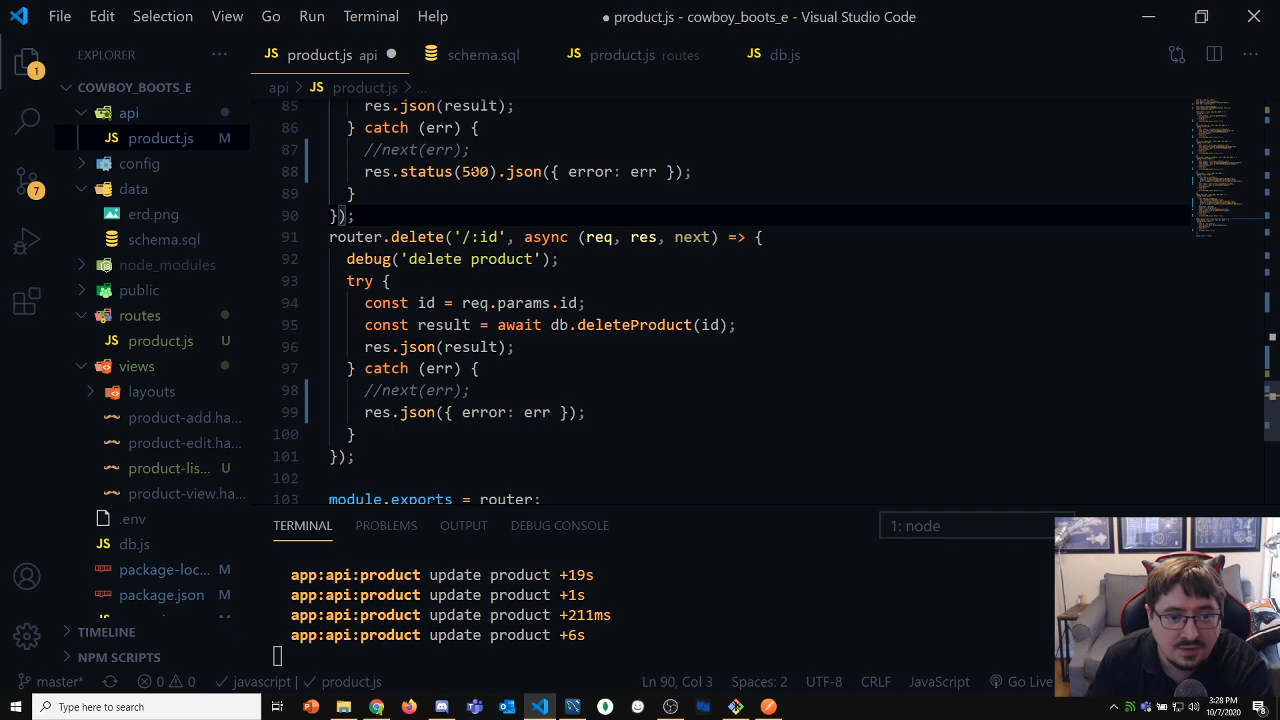 File Edit Selection View Go Run Terminal Help ● product.js - cowboy_boots_e - Visual Studio Code
EXPLORER ···
JS product.js api ● schema.sql JS product.js routes JS db.js ···
COWBOY_BOOTS_E
api > JS product.js > ...
api
JS product.js M
config
data
erd.png
schema.sql
node_modules
public
routes
JS product.js U
views
layouts
product-add.ha...
product-edit.ha...
product-lis... U
product-view.ha...
.env
JS db.js
package-loc... M
package.json M
TIMELINE
NPM SCRIPTS
1
7
85 res.json(result);
86 } catch (err) {
87 //next(err);
88 res.status(500).json({ error: err });
89 }
90 });
91 router.delete('/:id', async (req, res, next) => {
92 debug('delete product');
93 try {
94 const id = req.params.id;
95 const result = await db.deleteProduct(id);
96 res.json(result);
97 } catch (err) {
98 //next(err);
99 res.json({ error: err });
100 }
101 });
102
103 module.exports = router;
TERMINAL PROBLEMS OUTPUT DEBUG CONSOLE 1: node
app:api:product update product +19s
app:api:product update product +1s
app:api:product update product +211ms
app:api:product update product +6s
master* 0 0 javascript | product.js Ln 90, Col 3 Spaces: 2 UTF-8 CRLF JavaScript Go Live
Type here to search
3:28 PM
10/7/2020